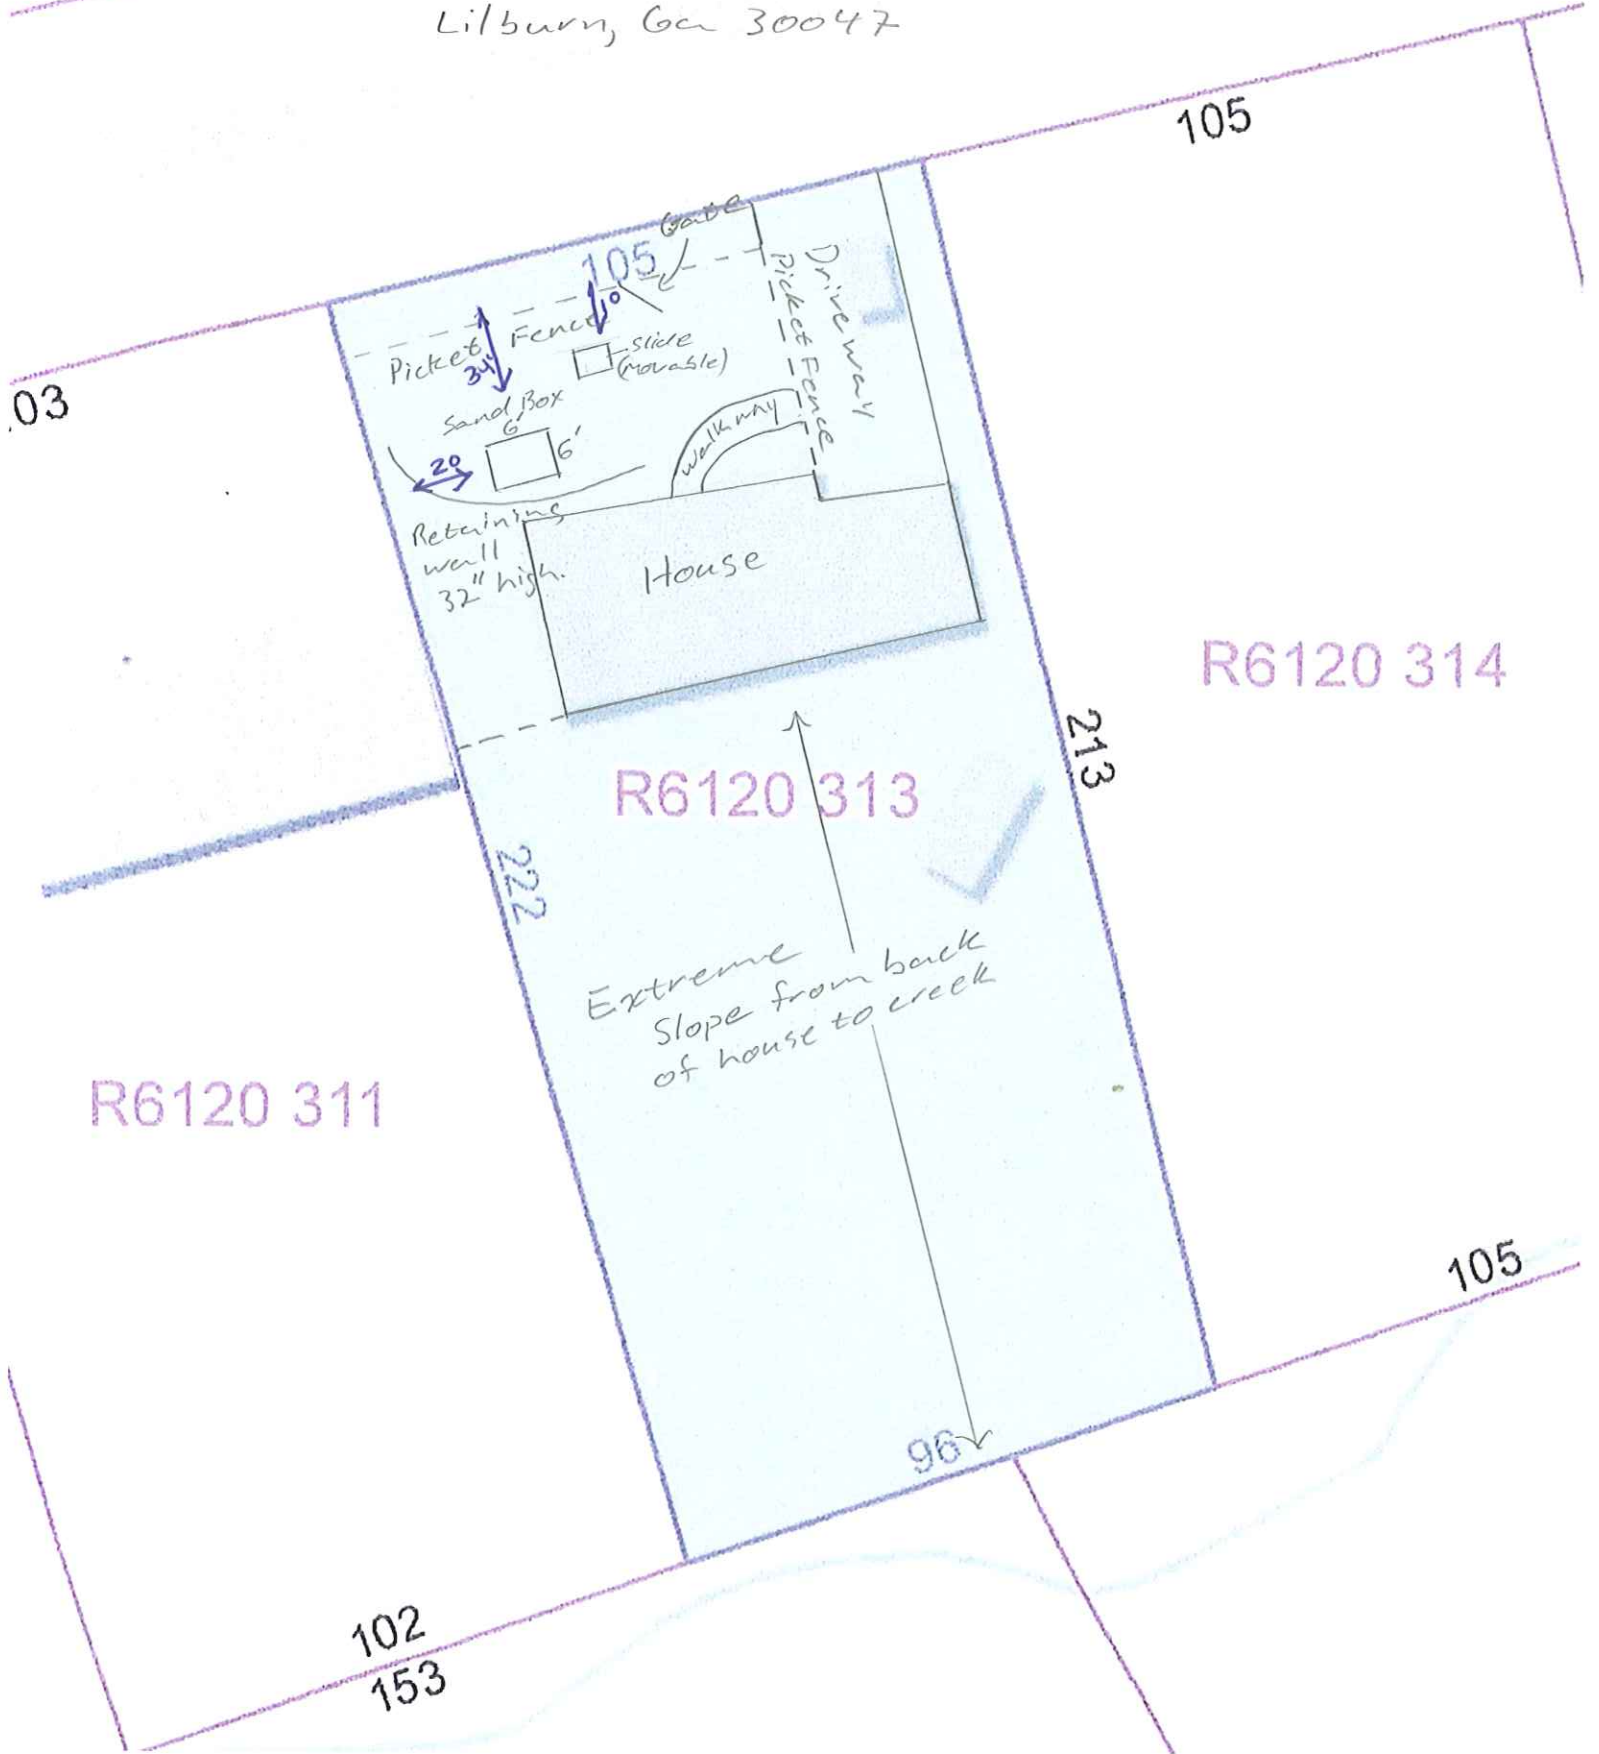 Lilburn, Ga 30047
105
.03
Gate
105
Picket Fence
34'
10
Slide
(movable)
Driveway
Picket Fence
Sand Box
6'
6'
20
walkway
Retaining
wall
32" high.
House
R6120 314
213
R6120 313
222
Extreme
Slope from back
of house to creek
R6120 311
105
96
102
153